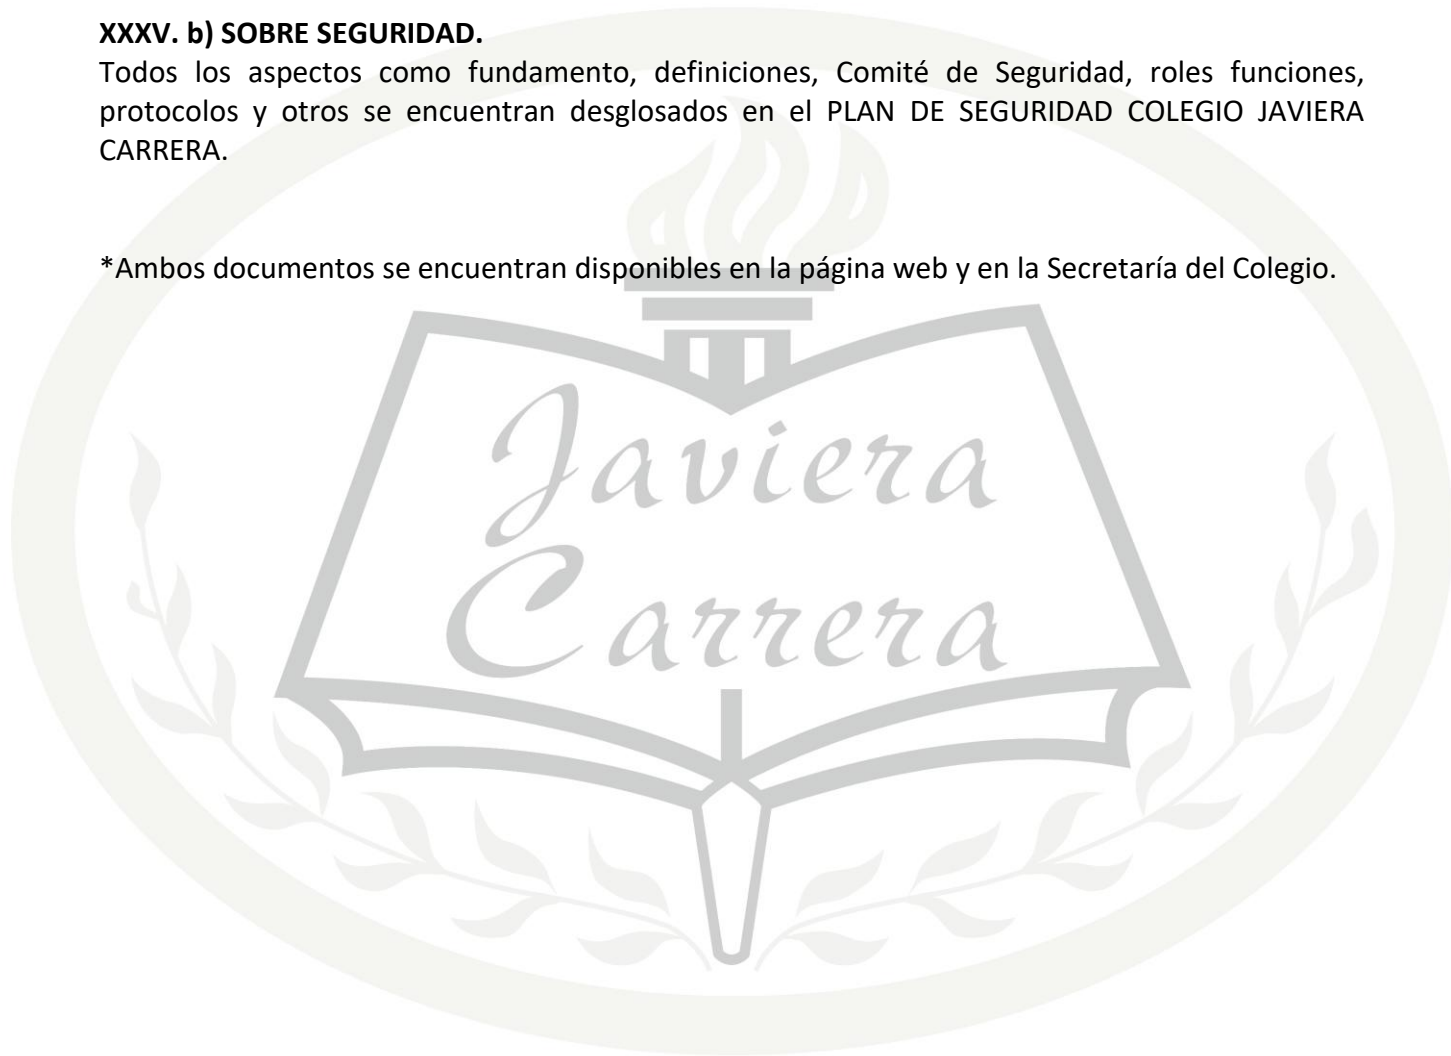 XXXV. b) SOBRE SEGURIDAD.
Todos los aspectos como fundamento, definiciones, Comité de Seguridad, roles funciones,
protocolos y otros se encuentran desglosados en el PLAN DE SEGURIDAD COLEGIO JAVIERA
CARRERA.
*Ambos documentos se encuentran disponibles en la página web y en la Secretaría del Colegio.
Javiera
Carrera